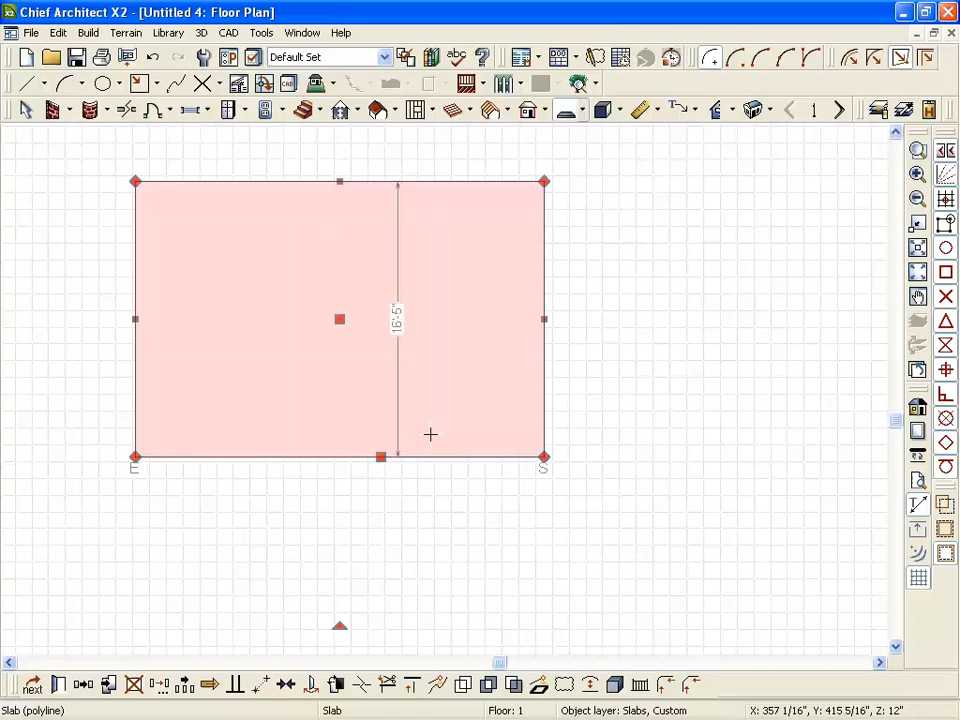 Chief Architect X2 - [Untitled 4: Floor Plan]
File Edit Build Terrain Library 3D CAD Tools Window Help
Default Set
1
16'-5"
E S
next
Slab (polyline) Slab Floor: 1 Object layer: Slabs, Custom X: 357 1/16", Y: 415 5/16", Z: 12"